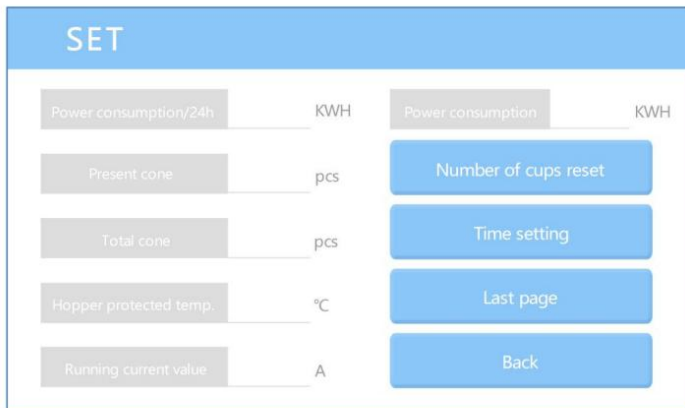 SET
Power consumption/24h KWH
Power consumption KWH
Present cone pcs
Number of cups reset
Total cone pcs
Time setting
Hopper protected temp. °C
Last page
Running current value A
Back